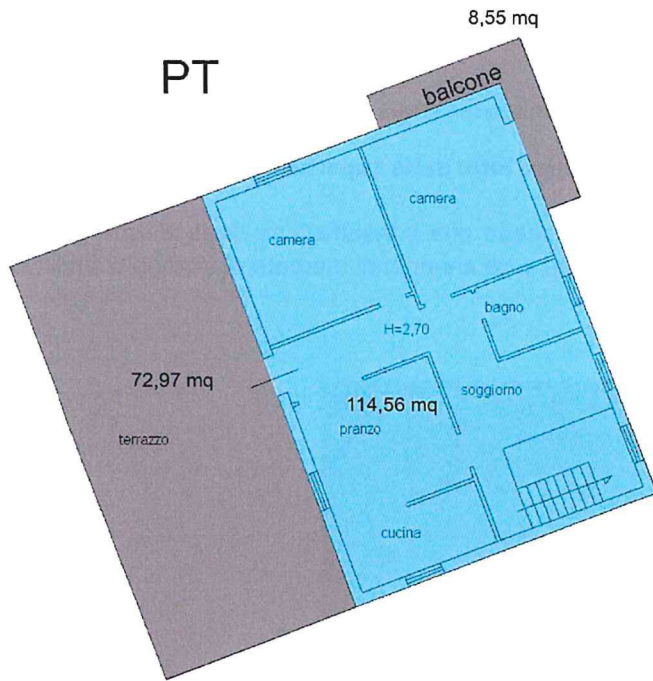 8,55 mq
PT
balcone
camera
camera
bagno
H=2,70
72,97 mq
soggiorno
114,56 mq
pranzo
terrazzo
cucina